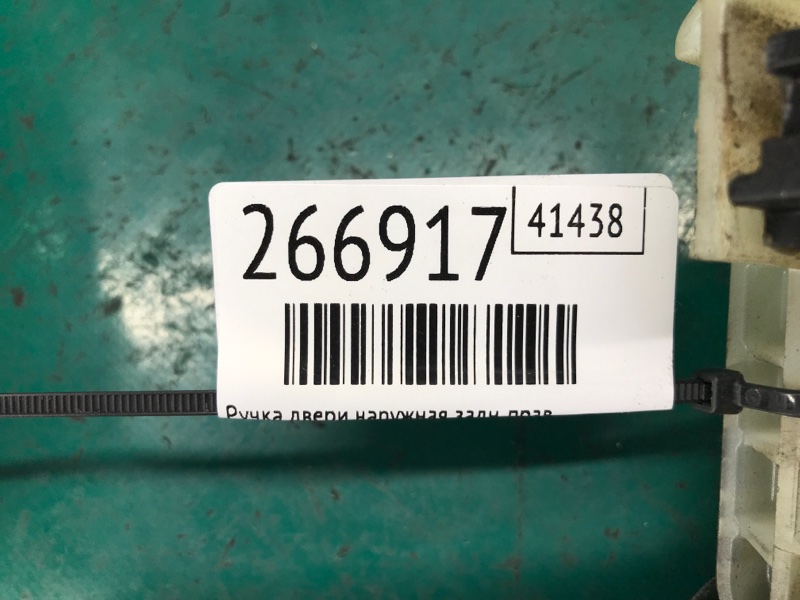 266917
41438
Ручка двери наружная задн. прав.